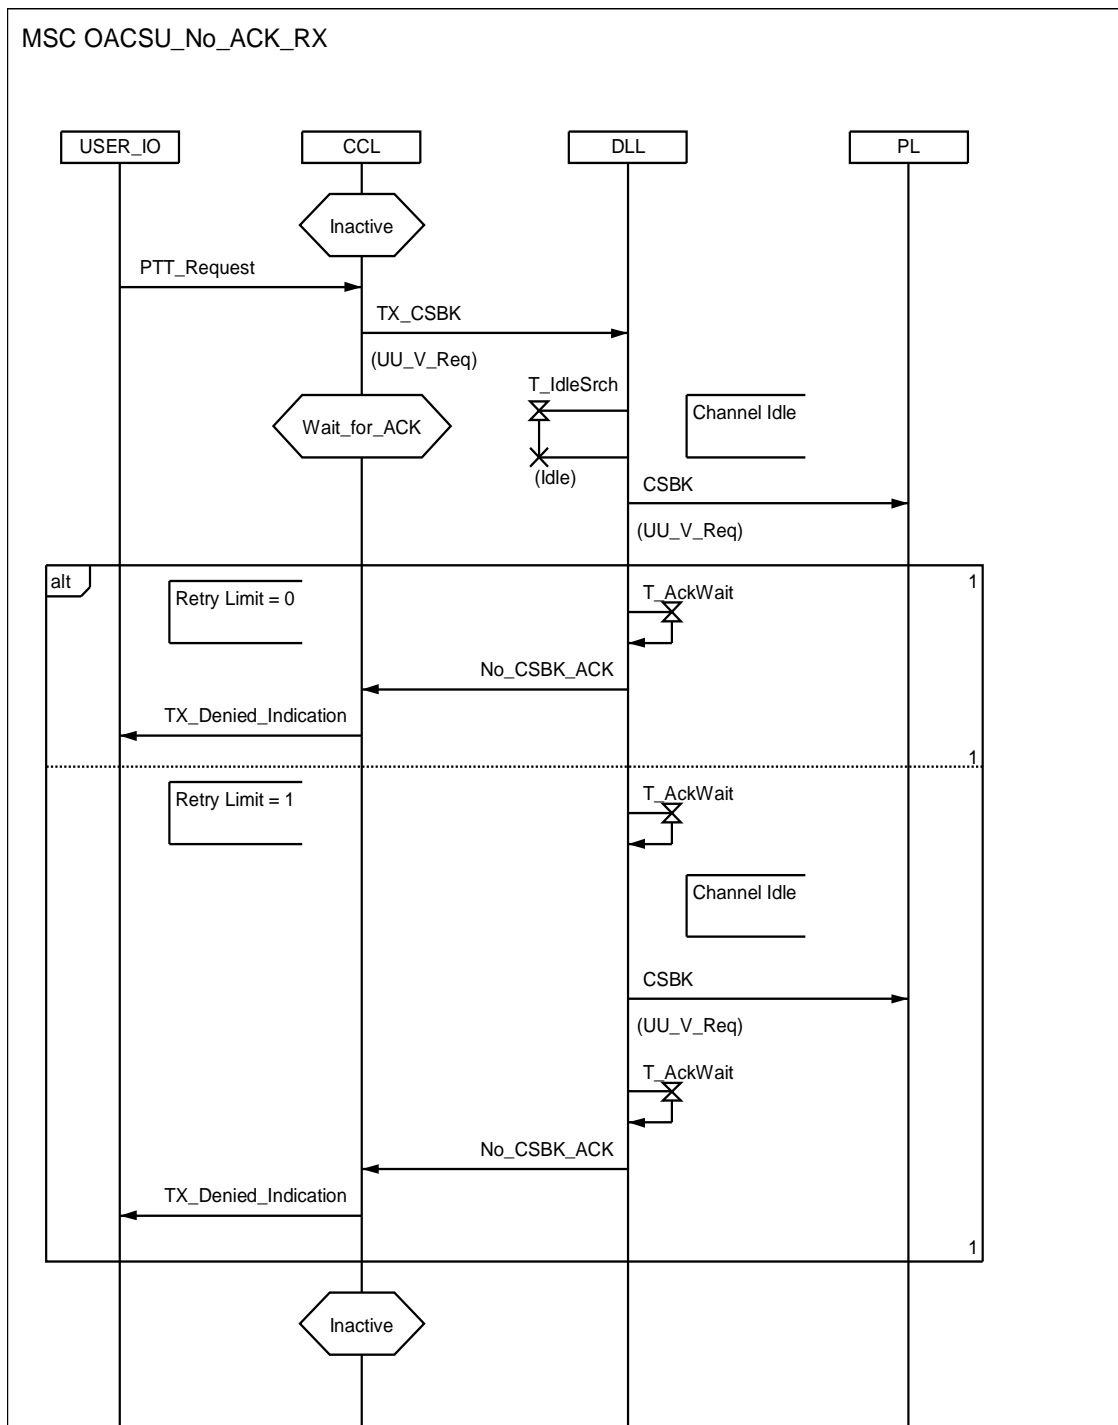 MSC OACSU_No_ACK_RX
USER_IO
CCL
DLL
PL
Inactive
PTT_Request
TX_CSBK
(UU_V_Req)
T_IdleSrch
Channel Idle
Wait_for_ACK
(Idle)
CSBK
(UU_V_Req)
alt
1
Retry Limit = 0
T_AckWait
No_CSBK_ACK
TX_Denied_Indication
1
Retry Limit = 1
T_AckWait
Channel Idle
CSBK
(UU_V_Req)
T_AckWait
No_CSBK_ACK
TX_Denied_Indication
1
Inactive